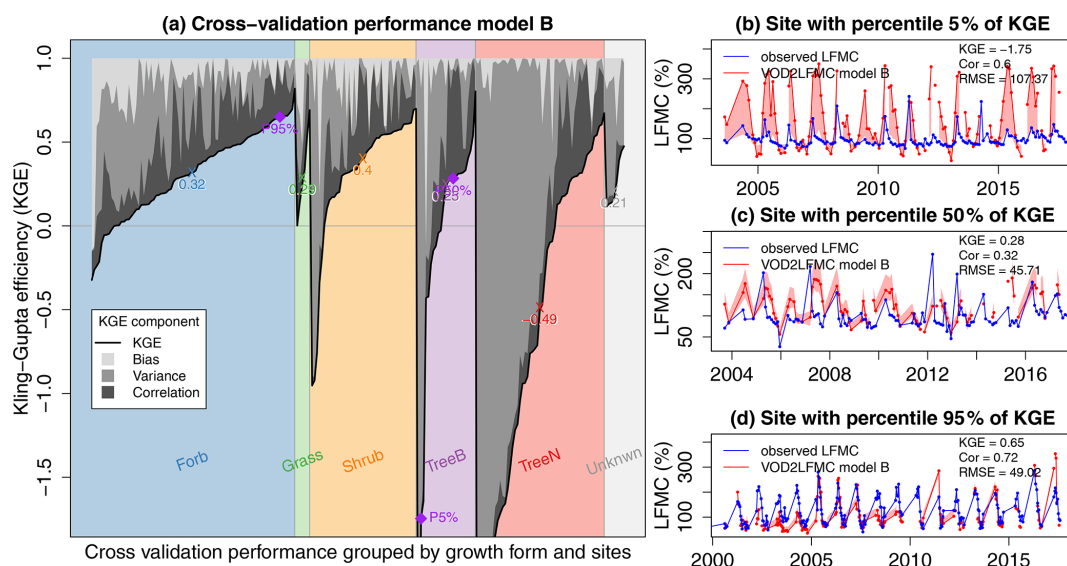 (a) Cross−validation performance model B
Kling−Gupta efficiency (KGE)
1.0
0.5
0.0
−0.5
−1.0
−1.5
P95%
0.32
0.29
0.4
P50%
0.25
−0.49
0.21
P5%
KGE component
KGE
Bias
Variance
Correlation
Forb
Grass
Shrub
TreeB
TreeN
Unknwn
Cross validation performance grouped by growth form and sites
(b) Site with percentile 5% of KGE
LFMC (%)
100
300
observed LFMC
VOD2LFMC model B
KGE = −1.75
Cor = 0.6
RMSE = 107.37
2005
2010
2015
(c) Site with percentile 50% of KGE
LFMC (%)
50
200
observed LFMC
VOD2LFMC model B
KGE = 0.28
Cor = 0.32
RMSE = 45.71
2004
2008
2012
2016
(d) Site with percentile 95% of KGE
LFMC (%)
100
300
observed LFMC
VOD2LFMC model B
KGE = 0.65
Cor = 0.72
RMSE = 49.02
2000
2005
2010
2015